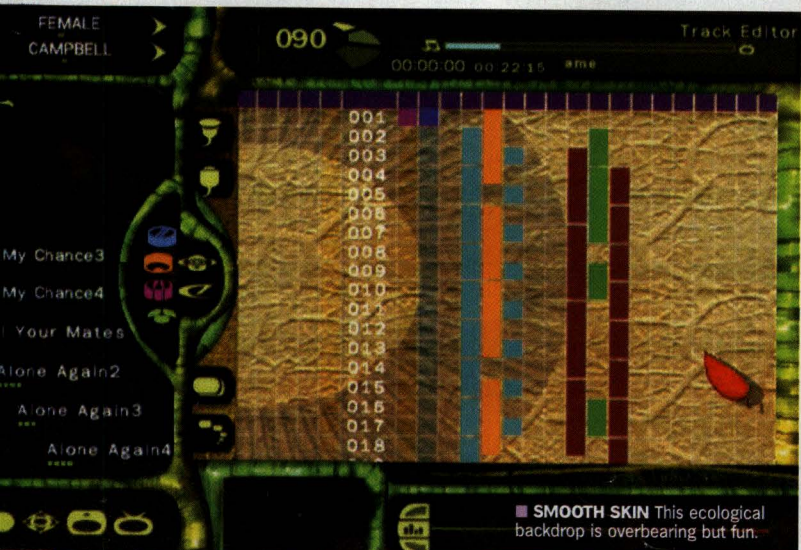 FEMALE
CAMPBELL
090
Track Editor
00:00:00 00:22:15 ame
001
002
003
004
005
006
007
008
009
010
011
012
013
014
015
016
017
018
My Chance3
My Chance4
Your Mates
Alone Again2
Alone Again3
Alone Again4
SMOOTH SKIN This ecological
backdrop is overbearing but fun.